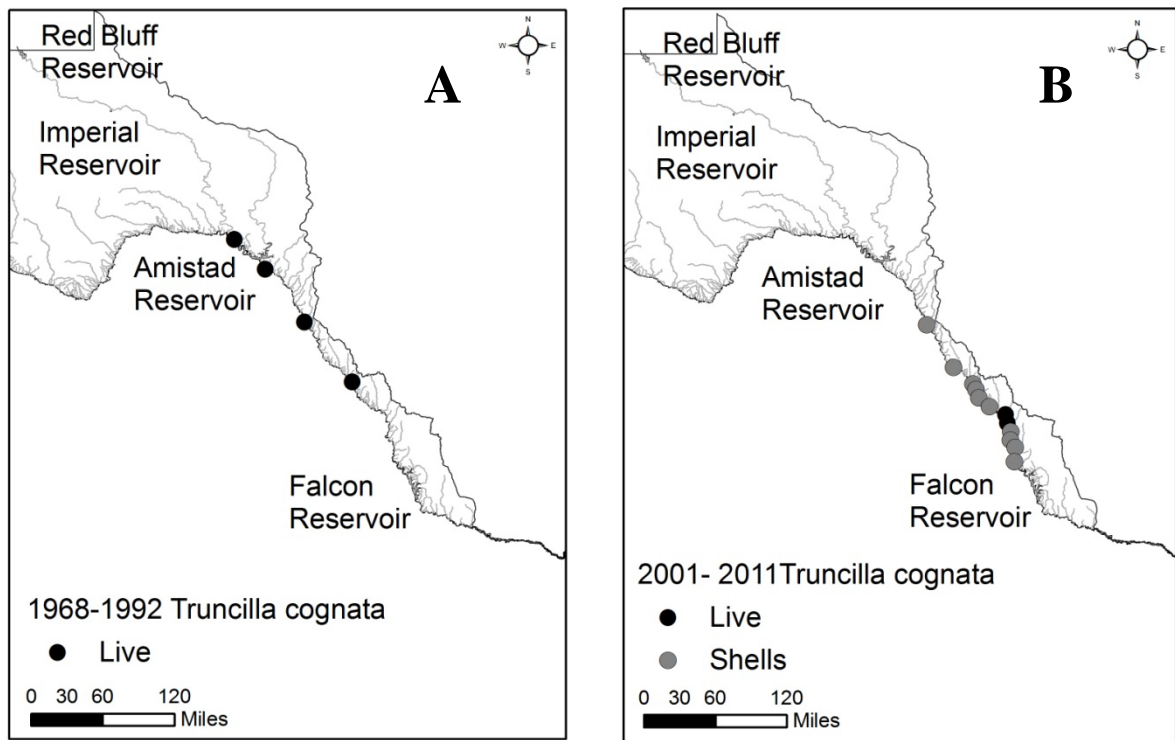 Red Bluff
Reservoir
N
W E
S
A
Imperial
Reservoir
Amistad
Reservoir
Falcon
Reservoir
1968-1992 Truncilla cognata
Live
0 30 60 120
Miles
Red Bluff
Reservoir
N
W E
S
B
Imperial
Reservoir
Amistad
Reservoir
Falcon
Reservoir
2001- 2011Truncilla cognata
Live
Shells
0 30 60 120
Miles